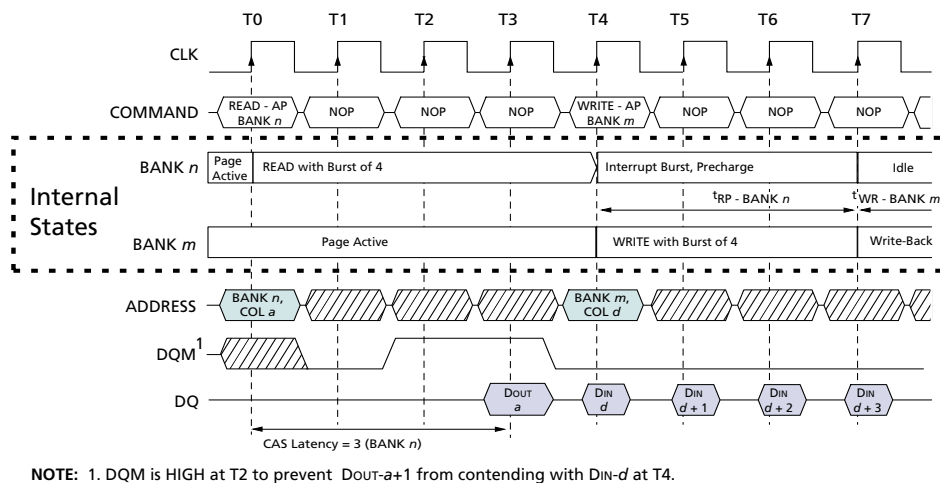 T0 T1 T2 T3 T4 T5 T6 T7
CLK
COMMAND
READ - AP
BANK n
NOP NOP NOP
WRITE - AP
BANK m
NOP NOP NOP
Internal
States
BANK n
Page
Active
READ with Burst of 4
Interrupt Burst, Precharge
Idle
tRP - BANK n
tWR - BANK m
BANK m
Page Active
WRITE with Burst of 4
Write-Back
ADDRESS
BANK n,
COL a
BANK m,
COL d
DQM1
DQ
DOUT
a
DIN
d
DIN
d + 1
DIN
d + 2
DIN
d + 3
CAS Latency = 3 (BANK n)
NOTE: 1. DQM is HIGH at T2 to prevent DOUT-a+1 from contending with DIN-d at T4.